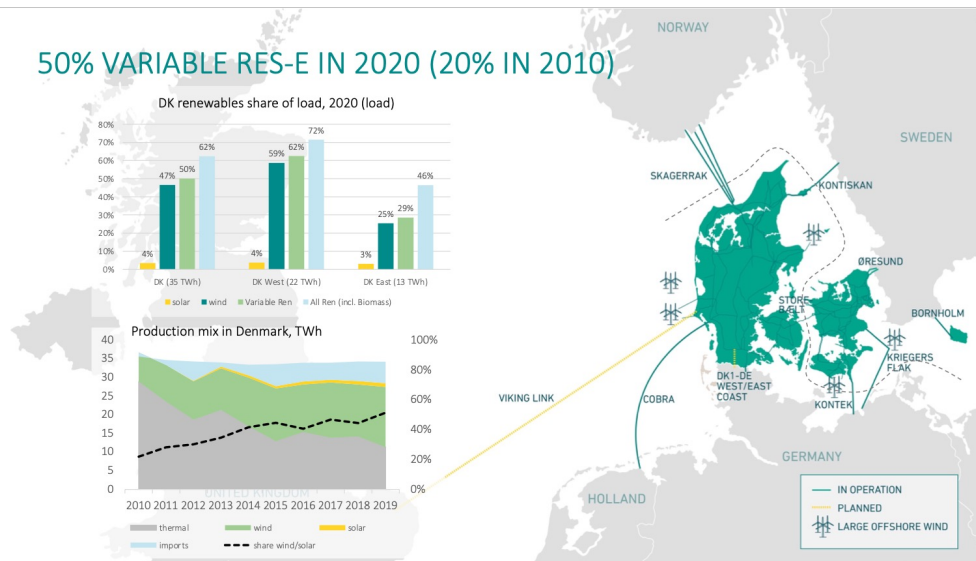 50% VARIABLE RES-E IN 2020 (20% IN 2010)
DK renewables share of load, 2020 (load)
80%
70%
60%
50%
40%
30%
20%
10%
0%
4%
47%
50%
62%
4%
59%
62%
72%
3%
25%
29%
46%
DK (35 TWh)
DK West (22 TWh)
DK East (13 TWh)
solar
wind
Variable Ren
All Ren (incl. Biomass)
Production mix in Denmark, TWh
40
35
30
25
20
15
10
5
0
100%
80%
60%
40%
20%
0%
2010 2011 2012 2013 2014 2015 2016 2017 2018 2019
UNITED KINGDOM
thermal
wind
solar
imports
share wind/solar
NORWAY
SWEDEN
SKAGERRAK
KONTISKAN
ØRESUND
STORE
BÆLT
BORNHOLM
KRIEGERS
FLAK
DK1-DE
WEST/EAST
COAST
KONTEK
VIKING LINK
COBRA
GERMANY
HOLLAND
IN OPERATION
PLANNED
LARGE OFFSHORE WIND